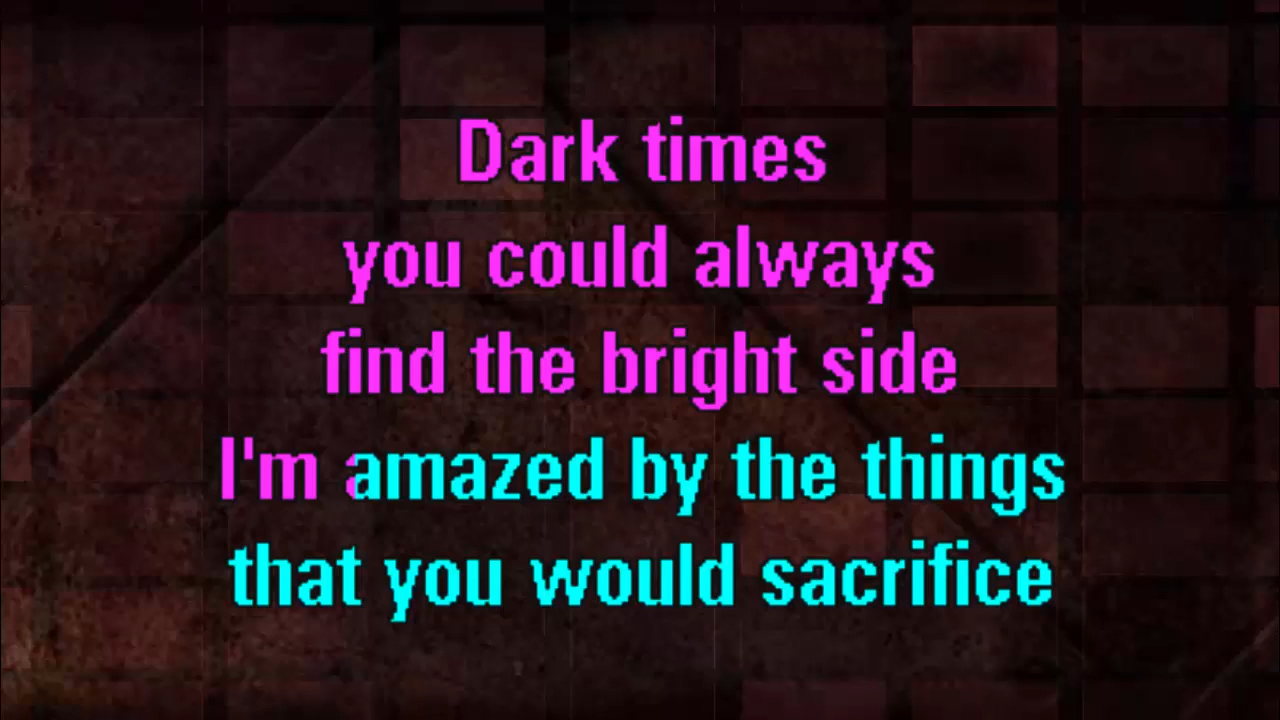 Dark times
you could always
find the bright side
I'm amazed by the things
that you would sacrifice